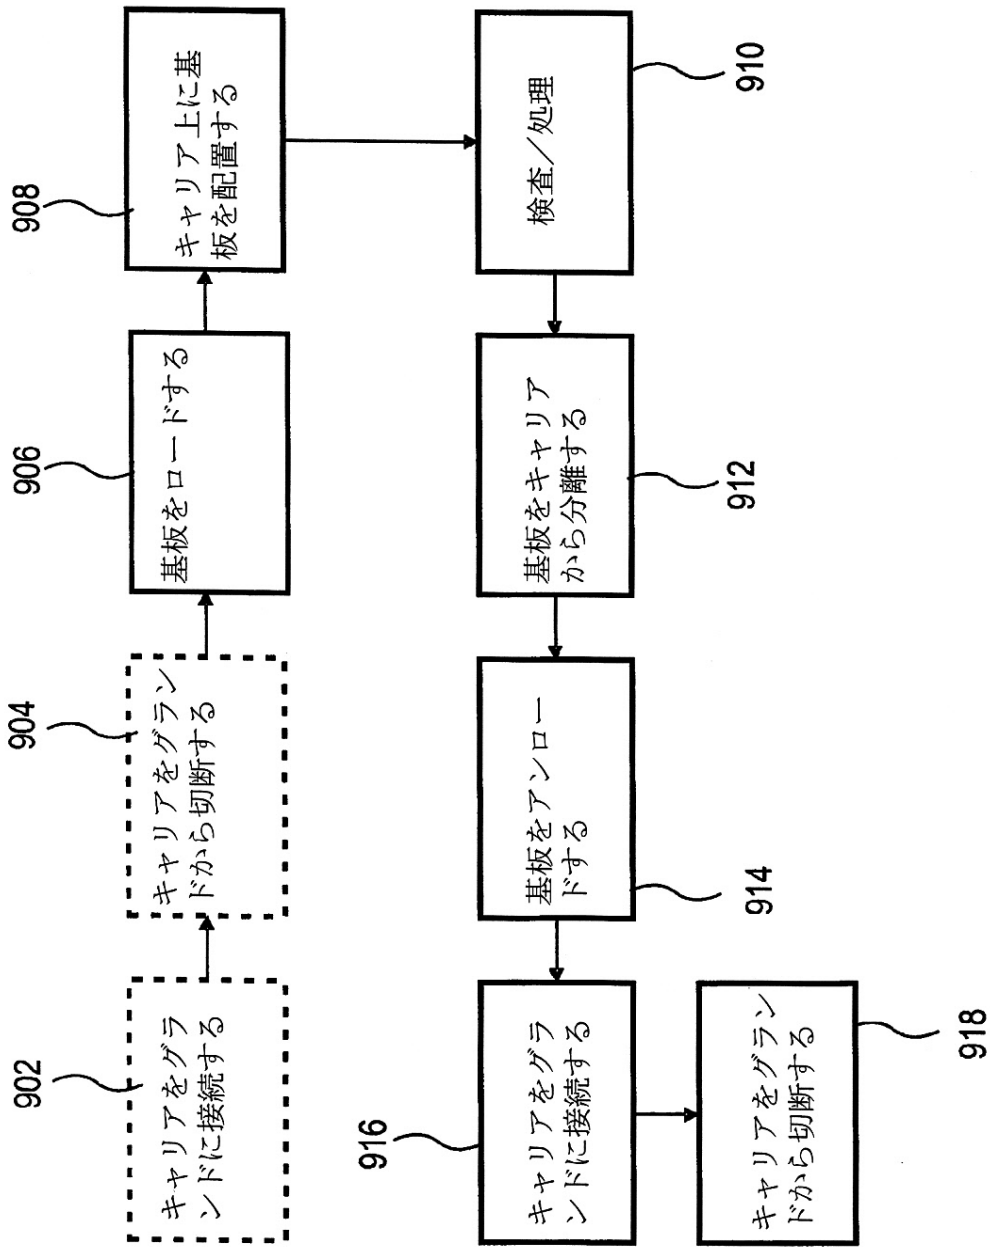 902
キャリアをグラ
ンドに接続する
904
キャリアをグラン
ドから切断する
906
基板をロードする
908
キャリア上に基
板を配置する
検査／処理
910
基板をキャリア
から分離する
912
基板をアンロー
ドする
914
916
キャリアをグラ
ンドに接続する
キャリアをグラン
ドから切断する
918